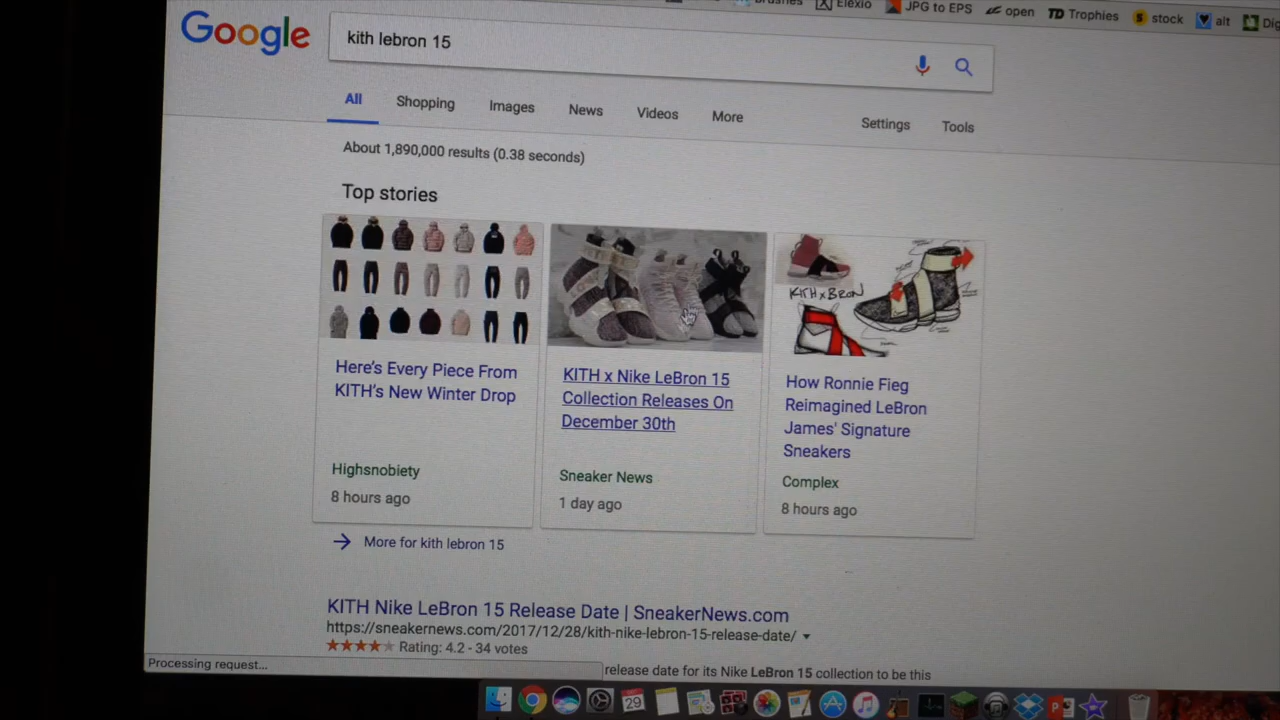 Elexio JPG to EPS open TD Trophies stock alt
Google
kith lebron 15
All Shopping Images News Videos More Settings Tools
About 1,890,000 results (0.38 seconds)
Top stories
KITH x BRON
Here's Every Piece From
KITH's New Winter Drop
Highsnobiety
8 hours ago
KITH x Nike LeBron 15
Collection Releases On
December 30th
Sneaker News
1 day ago
How Ronnie Fieg
Reimagined LeBron
James' Signature
Sneakers
Complex
8 hours ago
More for kith lebron 15
KITH Nike LeBron 15 Release Date | SneakerNews.com
https://sneakernews.com/2017/12/28/kith-nike-lebron-15-release-date/
Rating: 4.2 - 34 votes
Processing request...
release date for its Nike LeBron 15 collection to be this
29